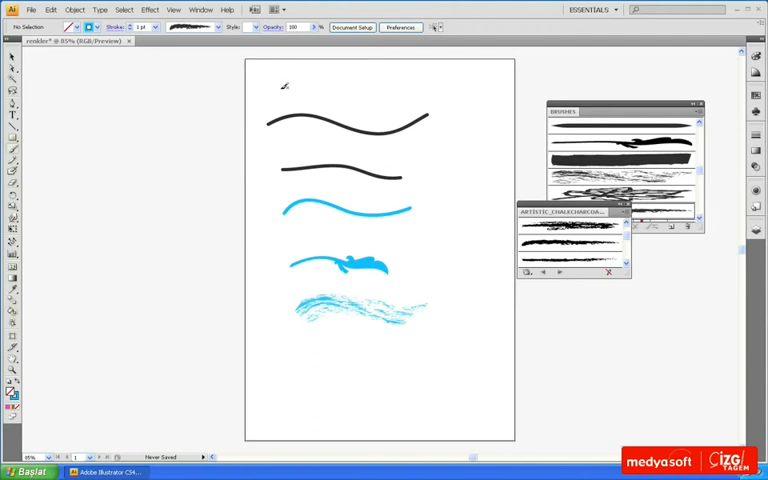 Ai File Edit Object Type Select Effect View Window Help ESSENTIALS
No Selection Stroke: 1 pt Style: Opacity: 100 % Document Setup Preferences
renkler* @ 85% (RGB/Preview)
BRUSHES
ARTISTIC_CHALKCHARCOA...
85% 1 Never Saved
Başlat Adobe Illustrator CS4...
medyasoft ÇİZGİ TAGEM